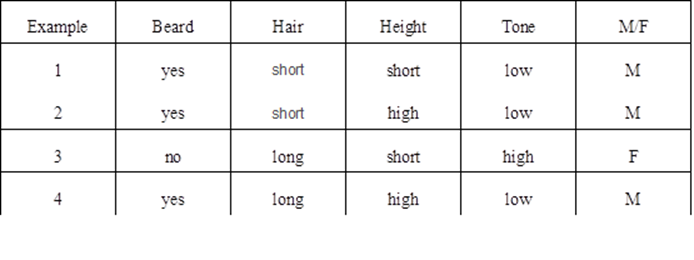 Example Beard Hair Height Tone M/F
1 yes short short low M
2 yes short high low M
3 no long short high F
4 yes long high low M